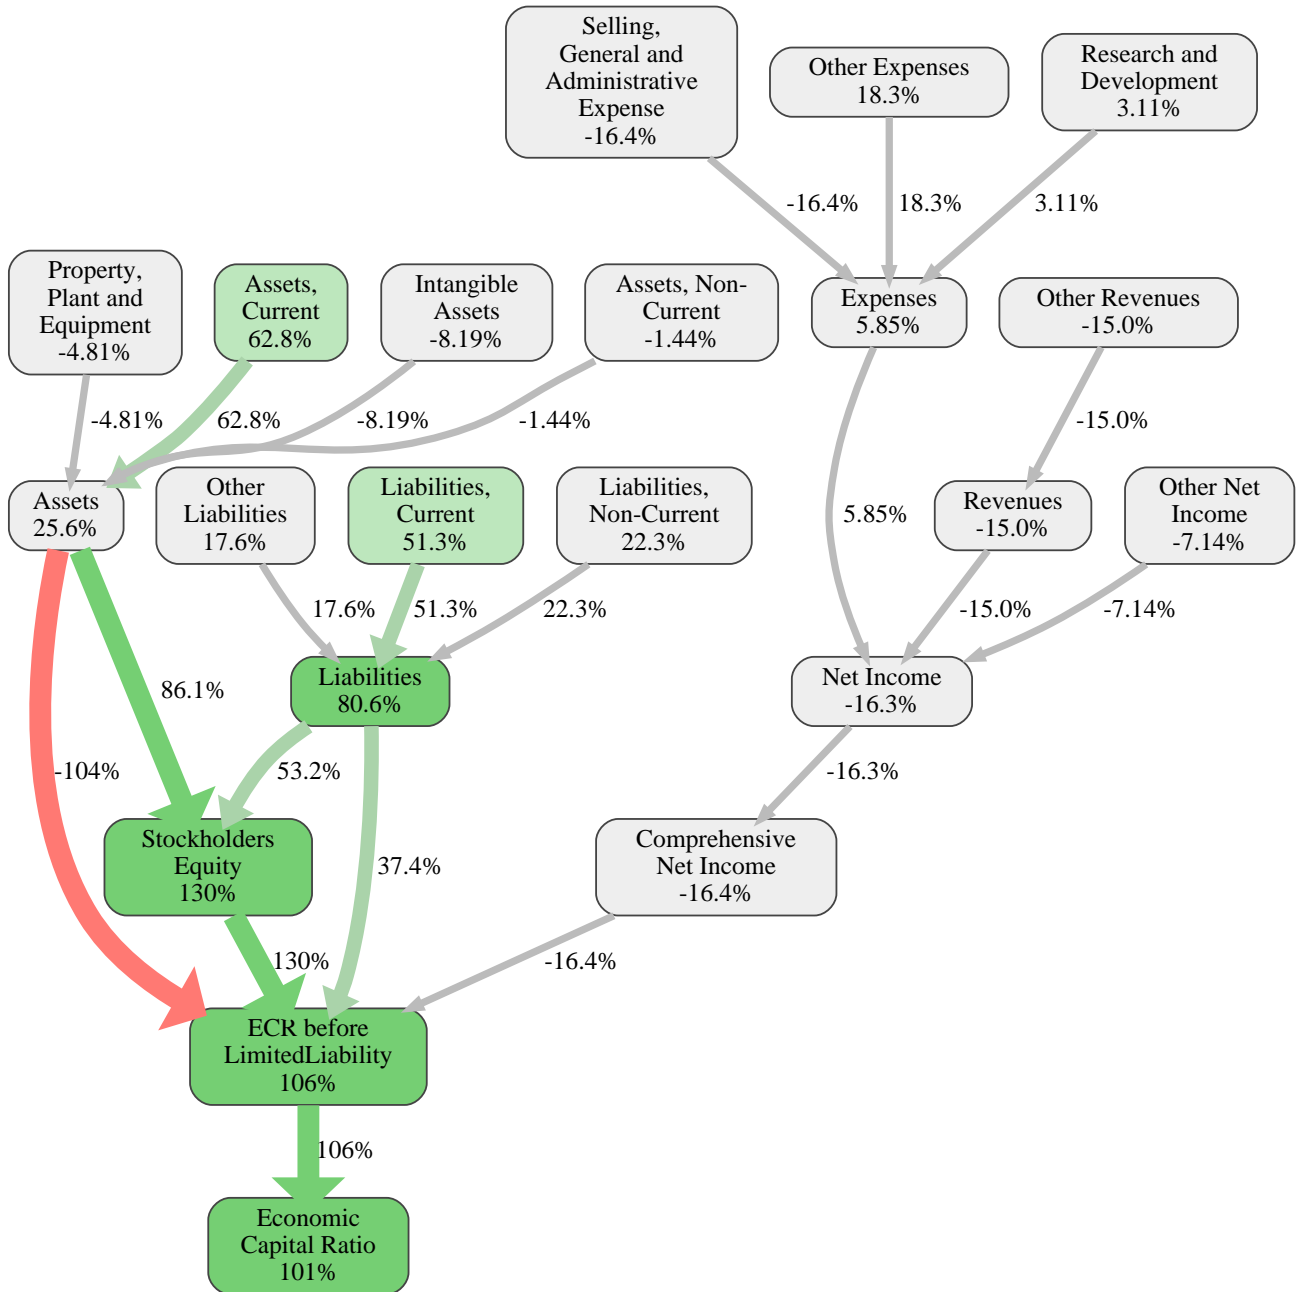 Selling,
General and
Administrative
Expense
-16.4%
Other Expenses
18.3%
Research and
Development
3.11%
-16.4%
18.3%
3.11%
Property,
Plant and
Equipment
-4.81%
Assets,
Current
62.8%
Intangible
Assets
-8.19%
Assets, Non-
Current
-1.44%
Expenses
5.85%
Other Revenues
-15.0%
-4.81%
62.8%
-8.19%
-1.44%
-15.0%
Assets
25.6%
Other
Liabilities
17.6%
Liabilities,
Current
51.3%
Liabilities,
Non-Current
22.3%
5.85%
Revenues
-15.0%
Other Net
Income
-7.14%
17.6%
51.3%
22.3%
-15.0%
-7.14%
86.1%
Liabilities
80.6%
Net Income
-16.3%
-104%
53.2%
-16.3%
Stockholders
Equity
130%
37.4%
Comprehensive
Net Income
-16.4%
130%
-16.4%
ECR before
LimitedLiability
106%
106%
Economic
Capital Ratio
101%